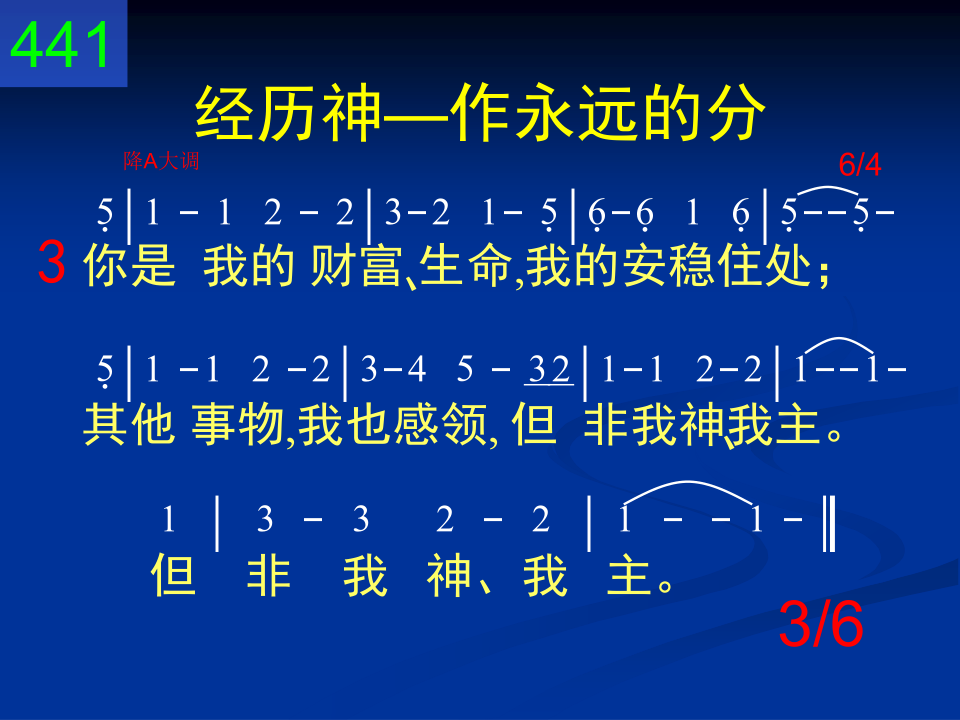 441
经历神—作永远的分
降A大调 6/4
5̣ | 1 - 1 2 - 2 | 3 - 2 1 - 5̣ | 6̣ - 6̣ 1 6̣ | 5̣ - - 5̣ -
3 你是 我的 财富、生命,我的安稳住处；
5̣ | 1 - 1 2 - 2 | 3 - 4 5 - 32 | 1 - 1 2 - 2 | 1 - - 1 -
其他 事物,我也感领, 但 非我神、我主。
1 | 3 - 3 2 - 2 | 1 - - 1 - ‖
但 非 我 神、我 主。
3/6